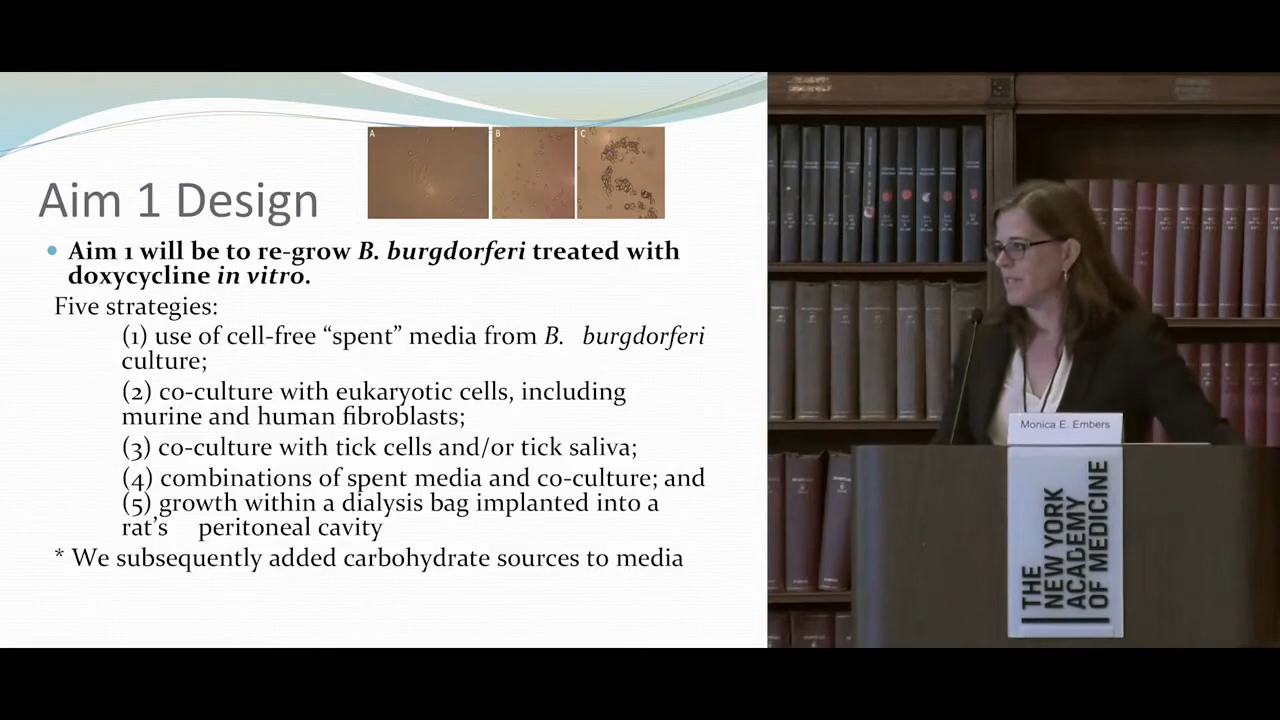 A
B
C
Aim 1 Design
• Aim 1 will be to re-grow B. burgdorferi treated with
doxycycline in vitro.
Five strategies:
(1) use of cell-free “spent” media from B. burgdorferi
culture;
(2) co-culture with eukaryotic cells, including
murine and human fibroblasts;
(3) co-culture with tick cells and/or tick saliva;
(4) combinations of spent media and co-culture; and
(5) growth within a dialysis bag implanted into a
rat’s peritoneal cavity
* We subsequently added carbohydrate sources to media
Monica E. Embers
THE
NEW YORK
ACADEMY
OF MEDICINE